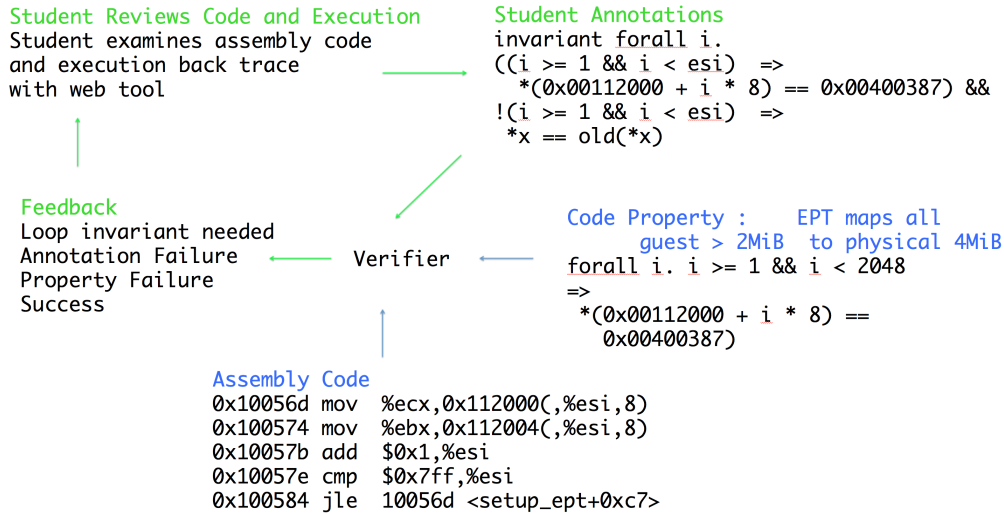 Student Reviews Code and Execution
Student examines assembly code
and execution back trace
with web tool
Student Annotations
invariant forall i.
((i >= 1 && i < esi)  =>
*(0x00112000 + i * 8) == 0x00400387) &&
!(i >= 1 && i < esi)  =>
*x == old(*x)
Feedback
Loop invariant needed
Annotation Failure
Property Failure
Success
Verifier
Code Property :    EPT maps all
guest > 2MiB  to physical 4MiB
forall i. i >= 1 && i < 2048
=>
*(0x00112000 + i * 8) ==
0x00400387)
Assembly Code
0x10056d mov  %ecx,0x112000(,%esi,8)
0x100574 mov  %ebx,0x112004(,%esi,8)
0x10057b add  $0x1,%esi
0x10057e cmp  $0x7ff,%esi
0x100584 jle  10056d <setup_ept+0xc7>